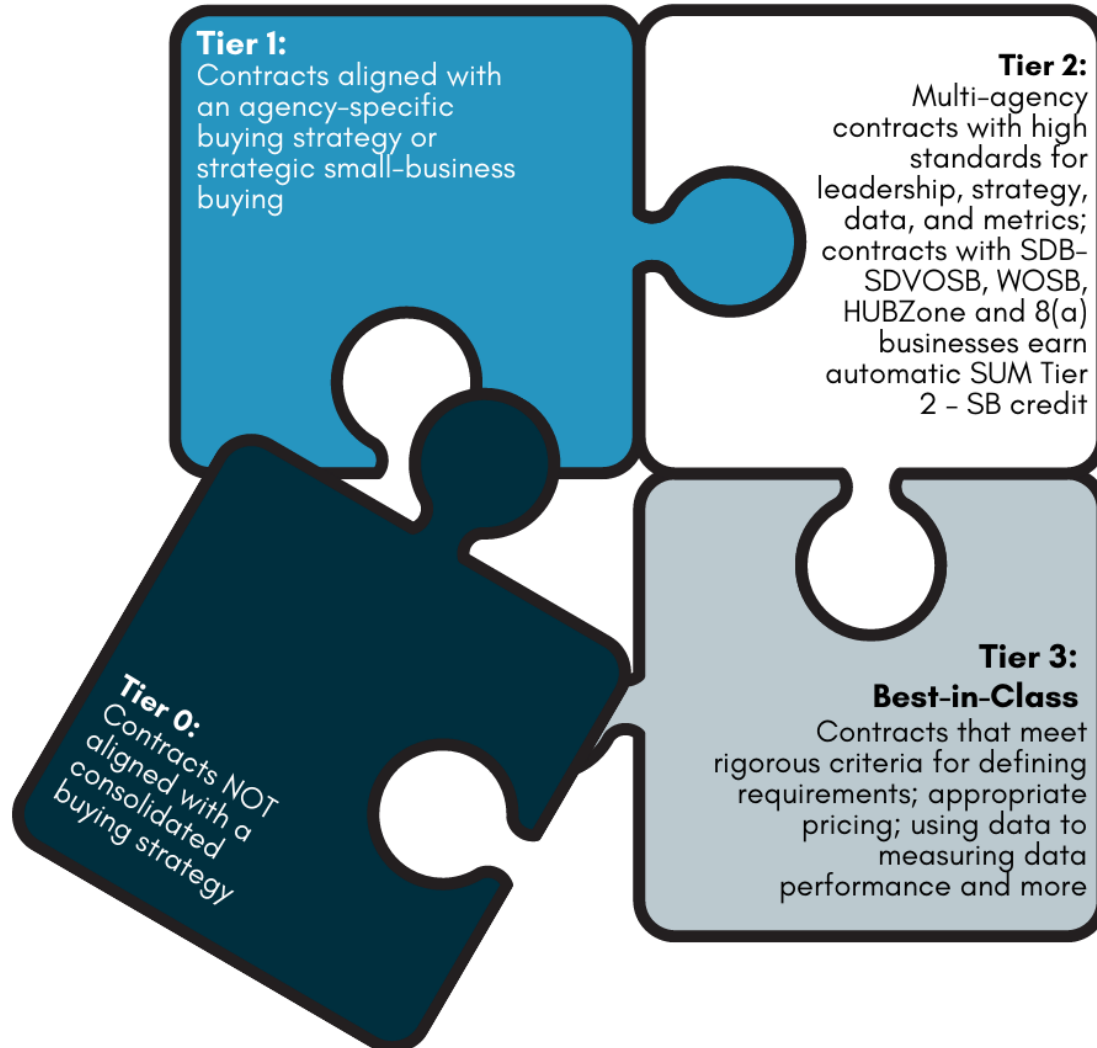 Tier 1:
Contracts aligned with
an agency-specific
buying strategy or
strategic small-business
buying
Tier 2:
Multi-agency
contracts with high
standards for
leadership, strategy,
data, and metrics;
contracts with SDB-
SDVOSB, WOSB,
HUBZone and 8(a)
businesses earn
automatic SUM Tier
2 - SB credit
Tier 0:
Contracts NOT
aligned with a
consolidated
buying strategy
Tier 3:
Best-in-Class
Contracts that meet
rigorous criteria for defining
requirements; appropriate
pricing; using data to
measuring data
performance and more